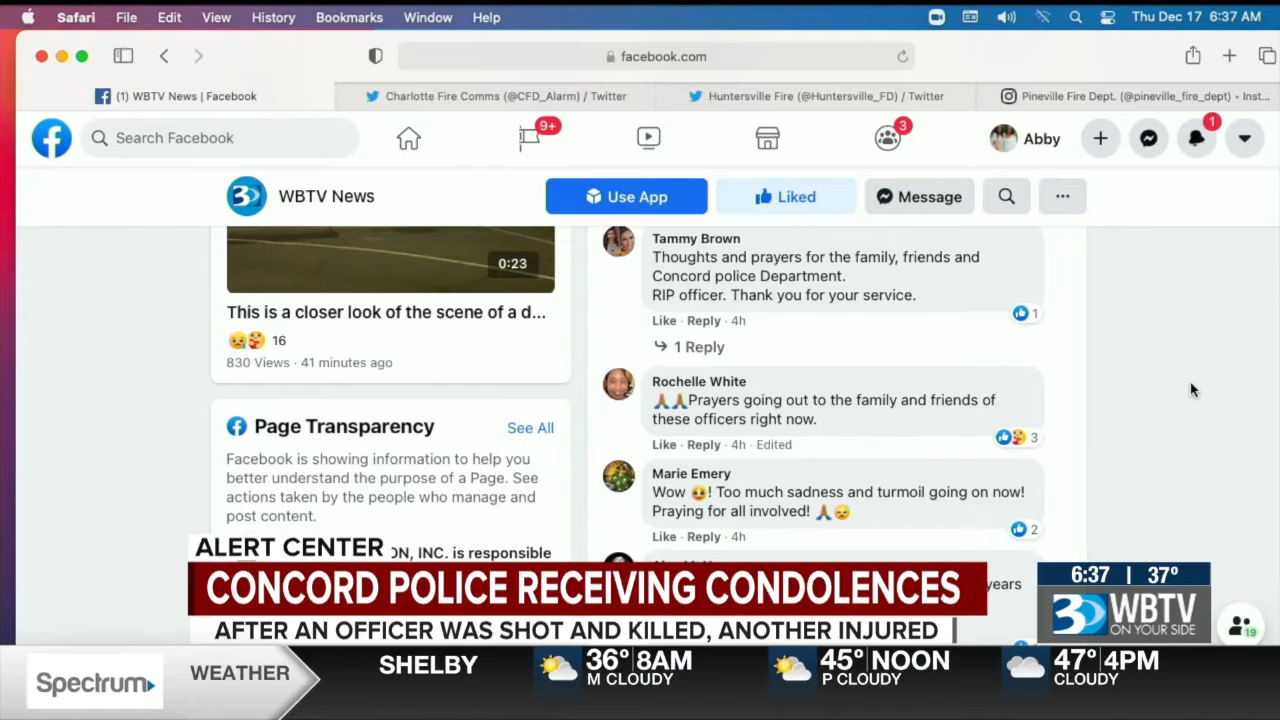 Safari File Edit View History Bookmarks Window Help Thu Dec 17 6:37 AM
facebook.com
(1) WBTV News | Facebook
Charlotte Fire Comms (@CFD_Alarm) / Twitter
Huntersville Fire (@Huntersville_FD) / Twitter
Pineville Fire Dept. (@pineville_fire_dept) • Inst...
Search Facebook
9+
3
Abby
1
WBTV News
Use App
Liked
Message
0:23
This is a closer look of the scene of a d...
16
830 Views · 41 minutes ago
Page Transparency
See All
Facebook is showing information to help you
better understand the purpose of a Page. See
actions taken by the people who manage and
post content.
ON, INC. is responsible
Tammy Brown
Thoughts and prayers for the family, friends and
Concord police Department.
RIP officer. Thank you for your service.
1
Like · Reply · 4h
1 Reply
Rochelle White
🙏🙏Prayers going out to the family and friends of
these officers right now.
3
Like · Reply · 4h · Edited
Marie Emery
Wow 🥺! Too much sadness and turmoil going on now!
Praying for all involved! 🙏😞
2
Like · Reply · 4h
years
ALERT CENTER
CONCORD POLICE RECEIVING CONDOLENCES
AFTER AN OFFICER WAS SHOT AND KILLED, ANOTHER INJURED
6:37 | 37°
3 WBTV
ON YOUR SIDE
19
Spectrum
WEATHER
SHELBY
36° 8AM
M CLOUDY
45° NOON
P CLOUDY
47° 4PM
CLOUDY